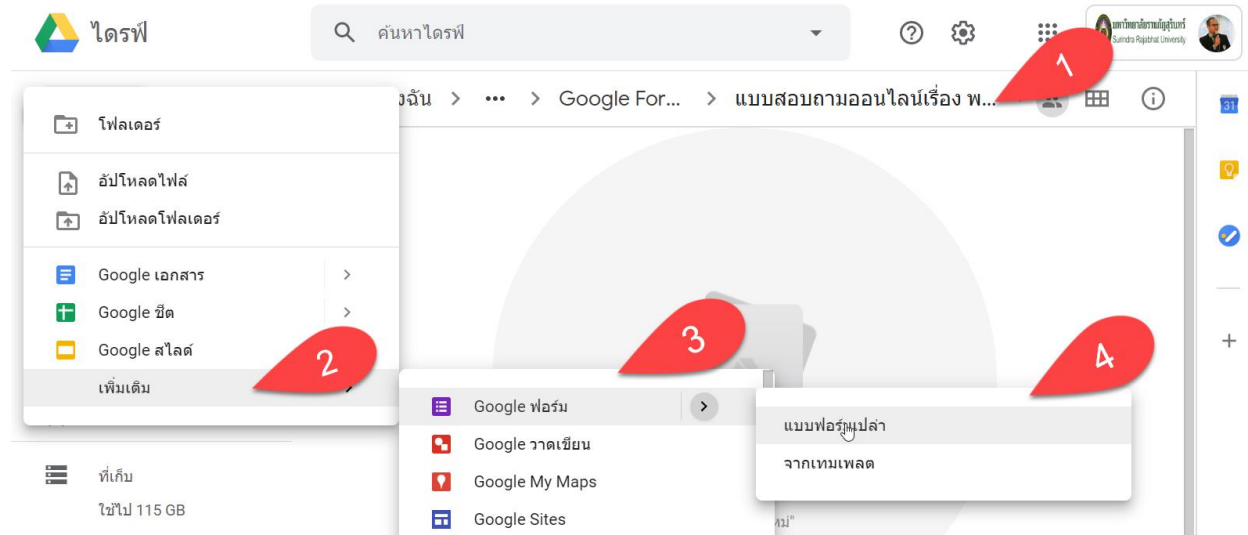 ไดรฟ์
ค้นหาไดรฟ์
มหาวิทยาลัยราชภัฏสุรินทร์
Surindra Rajabhat University
1
งฉัน > ••• > Google For... > แบบสอบถามออนไลน์เรื่อง พ...
31
โฟลเดอร์
อัปโหลดไฟล์
อัปโหลดโฟลเดอร์
Google เอกสาร
Google ชีต
Google สไลด์
2
เพิ่มเติม
3
4
Google ฟอร์ม
Google วาดเขียน
Google My Maps
Google Sites
แบบฟอร์มเปล่า
จากเทมเพลต
ที่เก็บ
ใช้ไป 115 GB